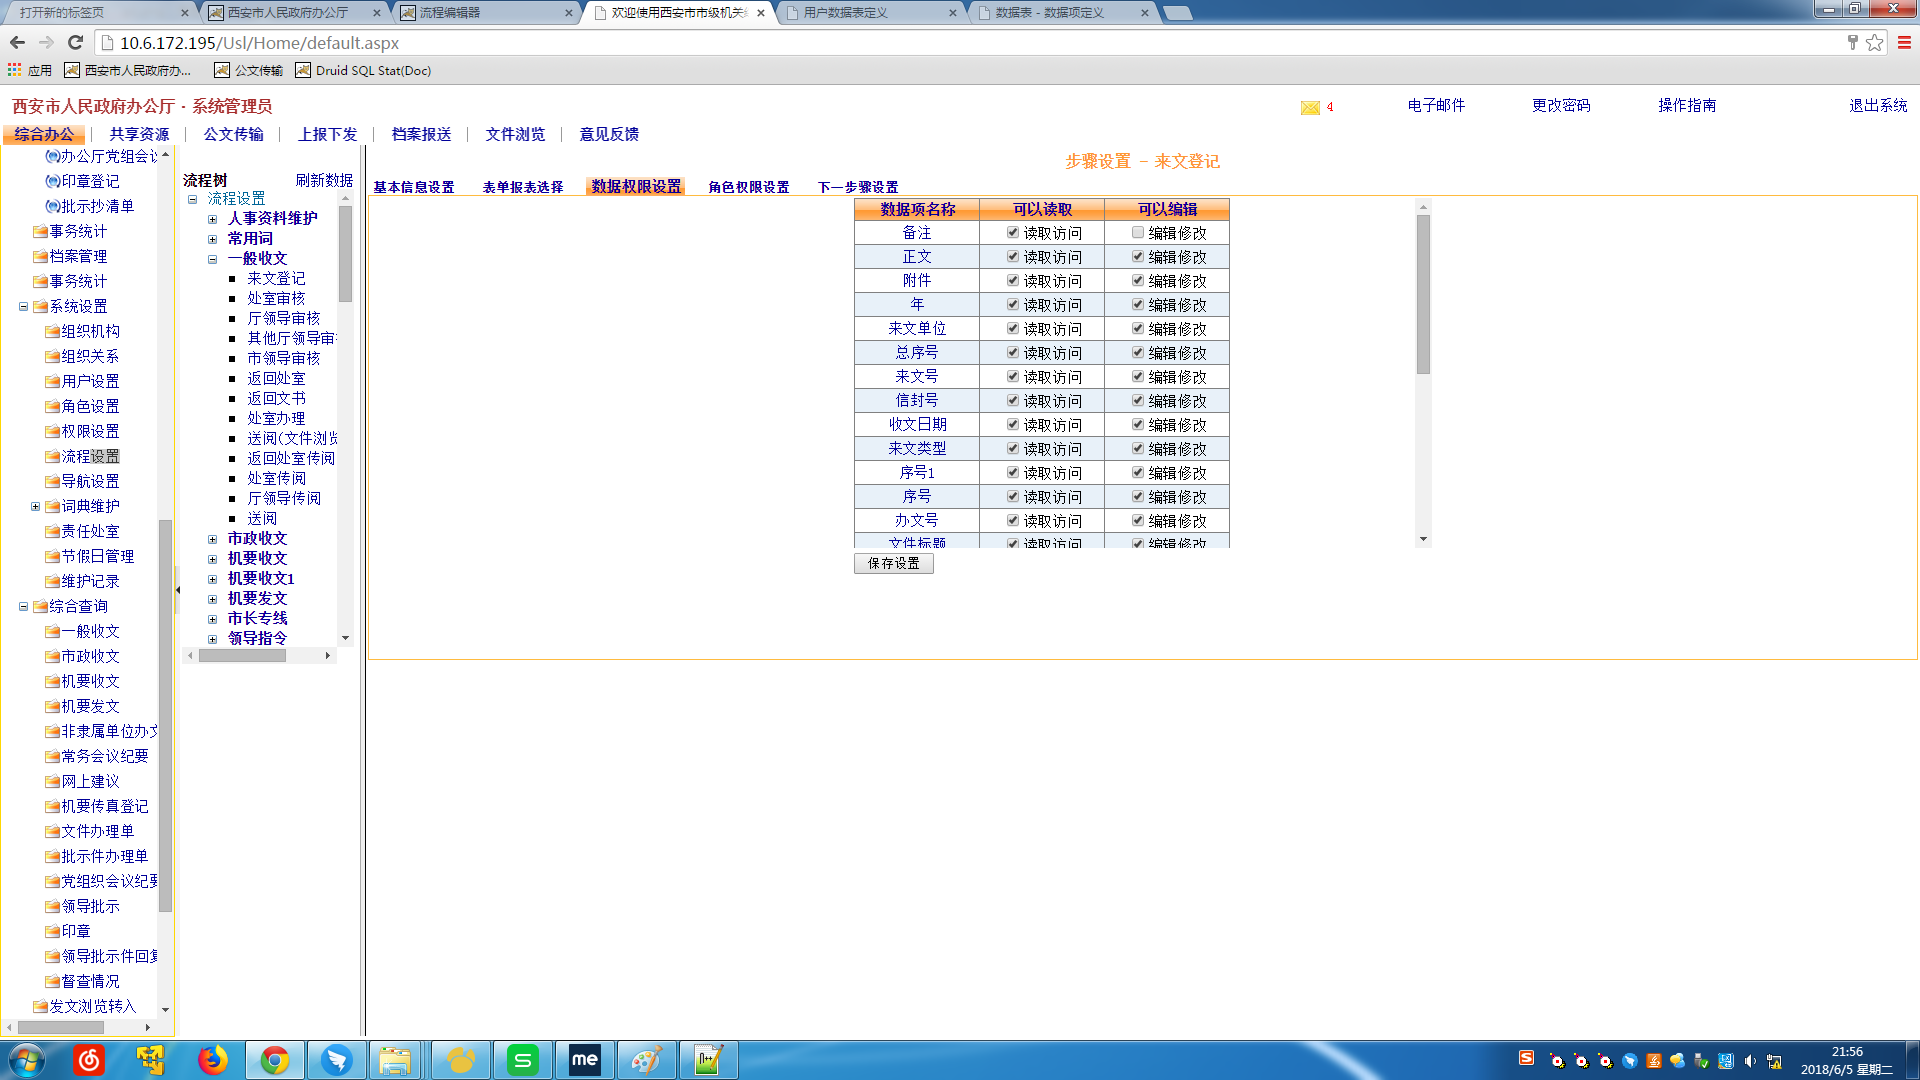 打开新的标签页
西安市人民政府办公厅
流程编辑器
欢迎使用西安市市级机关
用户数据表定义
数据表 - 数据项定义
10.6.172.195/Usl/Home/default.aspx
应用
西安市人民政府办...
公文传输
Druid SQL Stat(Doc)
西安市人民政府办公厅 · 系统管理员
4
电子邮件
更改密码
操作指南
退出系统
综合办公
共享资源
公文传输
上报下发
档案报送
文件浏览
意见反馈
办公厅党组会议
印章登记
批示抄清单
事务统计
档案管理
事务统计
系统设置
组织机构
组织关系
用户设置
角色设置
权限设置
流程设置
导航设置
词典维护
责任处室
节假日管理
维护记录
综合查询
一般收文
市政收文
机要收文
机要发文
非隶属单位办文
常务会议纪要
网上建议
机要传真登记
文件办理单
批示件办理单
党组织会议纪要
领导批示
印章
领导批示件回复
督查情况
发文浏览转入
流程树
刷新数据
流程设置
人事资料维护
常用词
一般收文
来文登记
处室审核
厅领导审核
其他厅领导审核
市领导审核
返回处室
返回文书
处室办理
送阅(文件浏览
返回处室传阅
处室传阅
厅领导传阅
送阅
市政收文
机要收文
机要收文1
机要发文
市长专线
领导指令
步骤设置 - 来文登记
基本信息设置
表单报表选择
数据权限设置
角色权限设置
下一步骤设置
数据项名称 可以读取 可以编辑
备注 读取访问 编辑修改
正文 读取访问 编辑修改
附件 读取访问 编辑修改
年 读取访问 编辑修改
来文单位 读取访问 编辑修改
总序号 读取访问 编辑修改
来文号 读取访问 编辑修改
信封号 读取访问 编辑修改
收文日期 读取访问 编辑修改
来文类型 读取访问 编辑修改
序号1 读取访问 编辑修改
序号 读取访问 编辑修改
办文号 读取访问 编辑修改
文件标题 读取访问 编辑修改
保存设置
me
21:56
2018/6/5 星期二